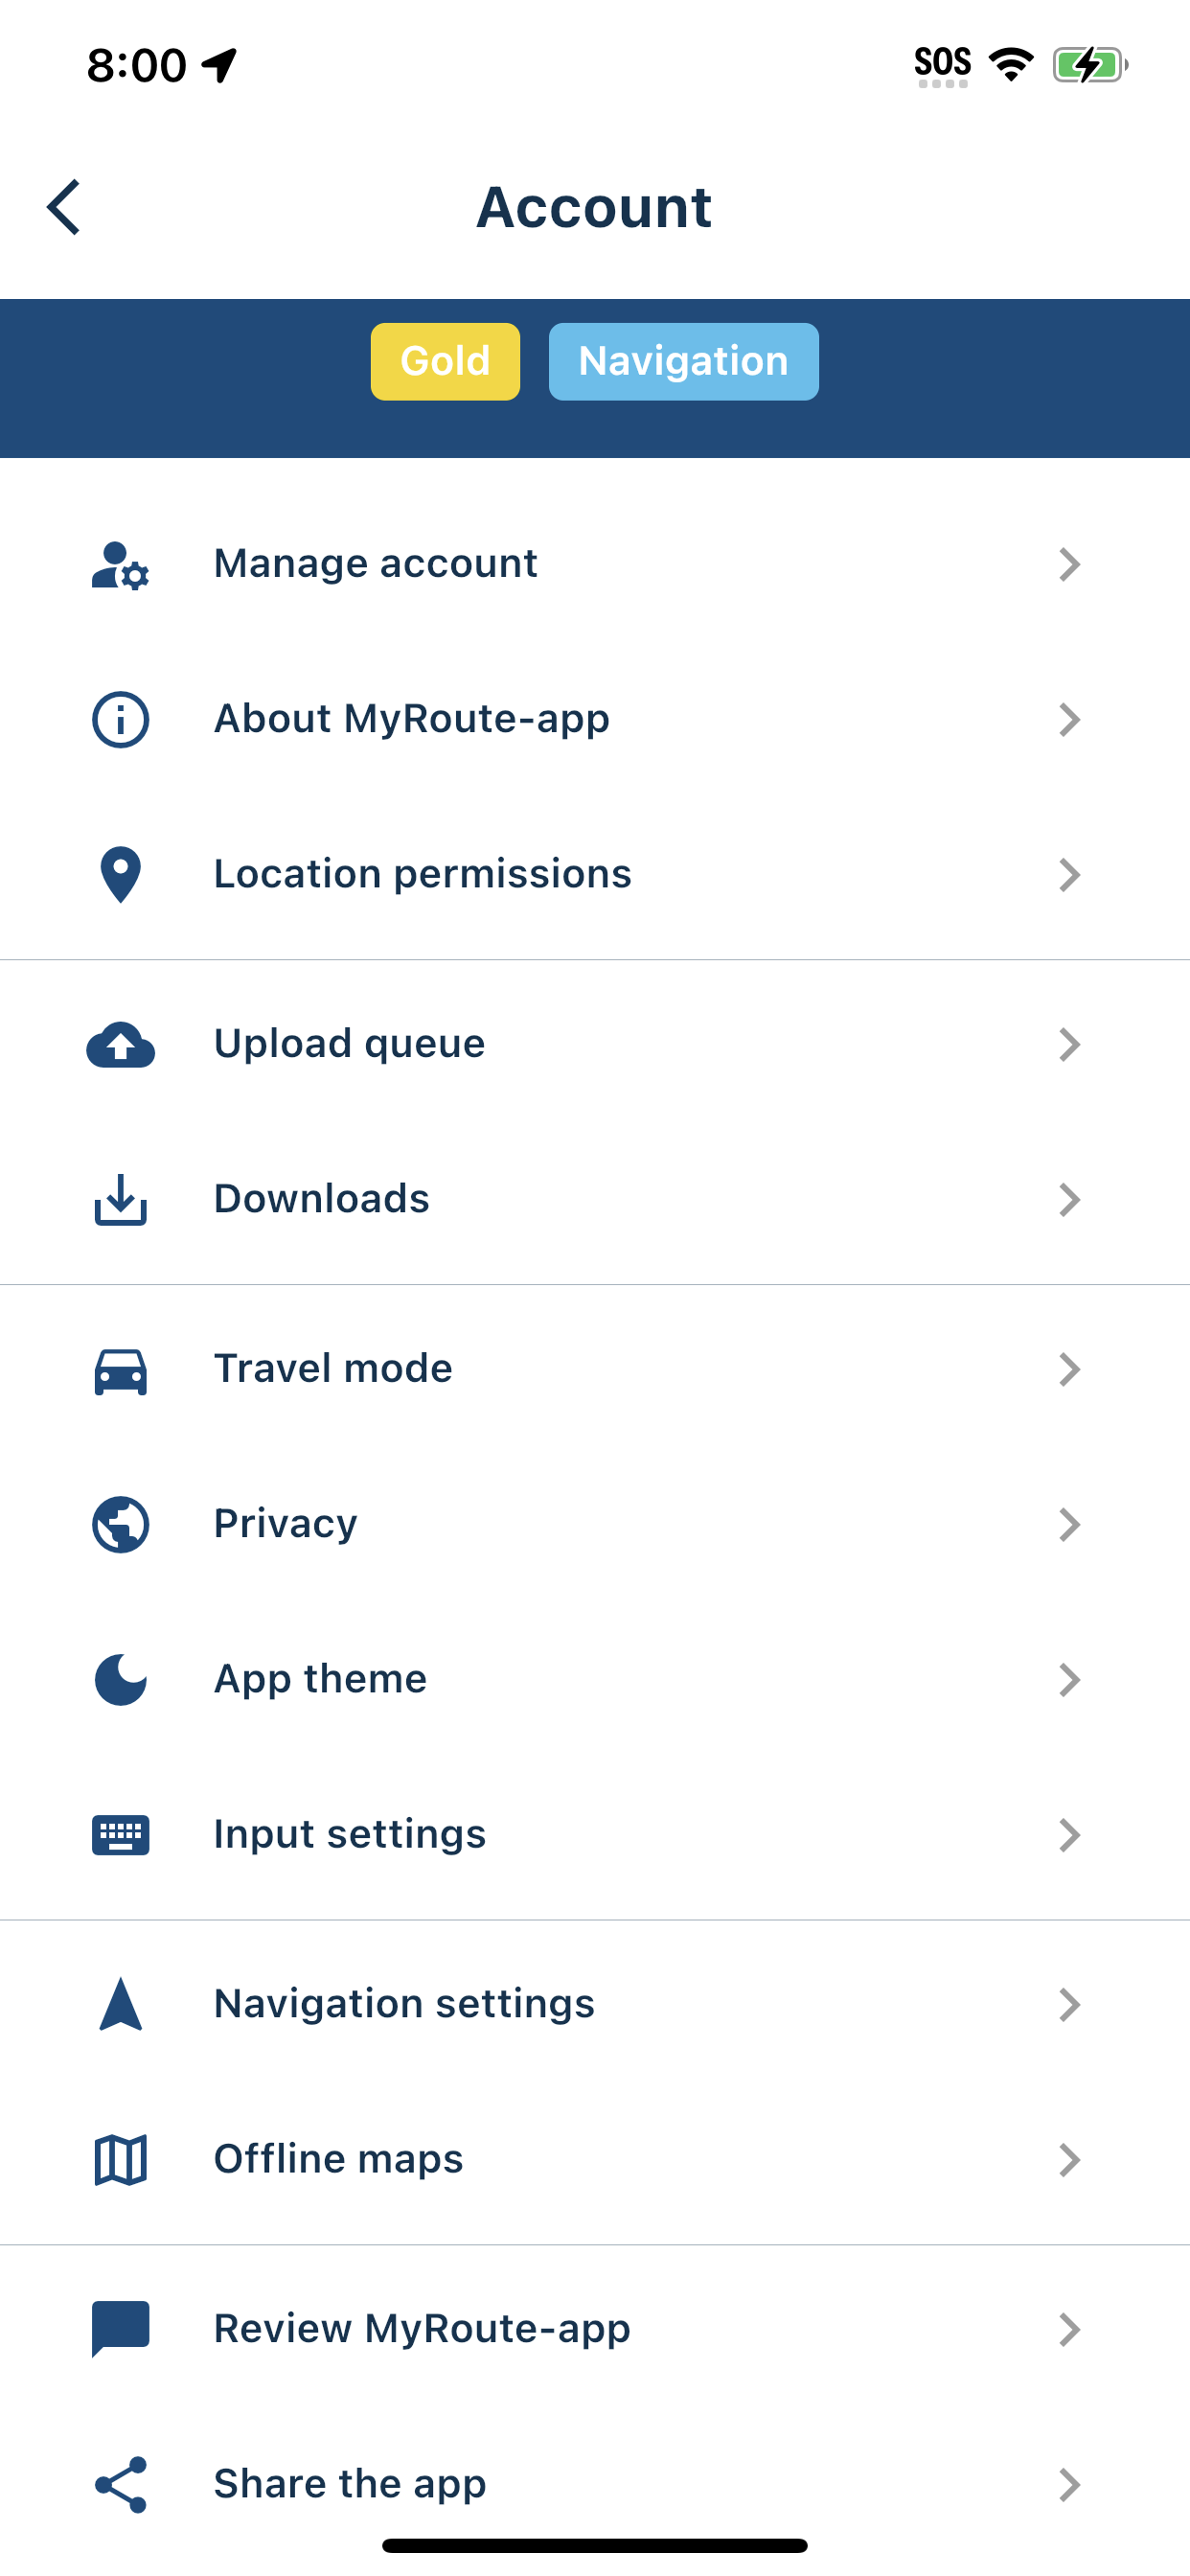 8:00 SOS
Account
Gold Navigation
Manage account
About MyRoute-app
Location permissions
Upload queue
Downloads
Travel mode
Privacy
App theme
Input settings
Navigation settings
Offline maps
Review MyRoute-app
Share the app